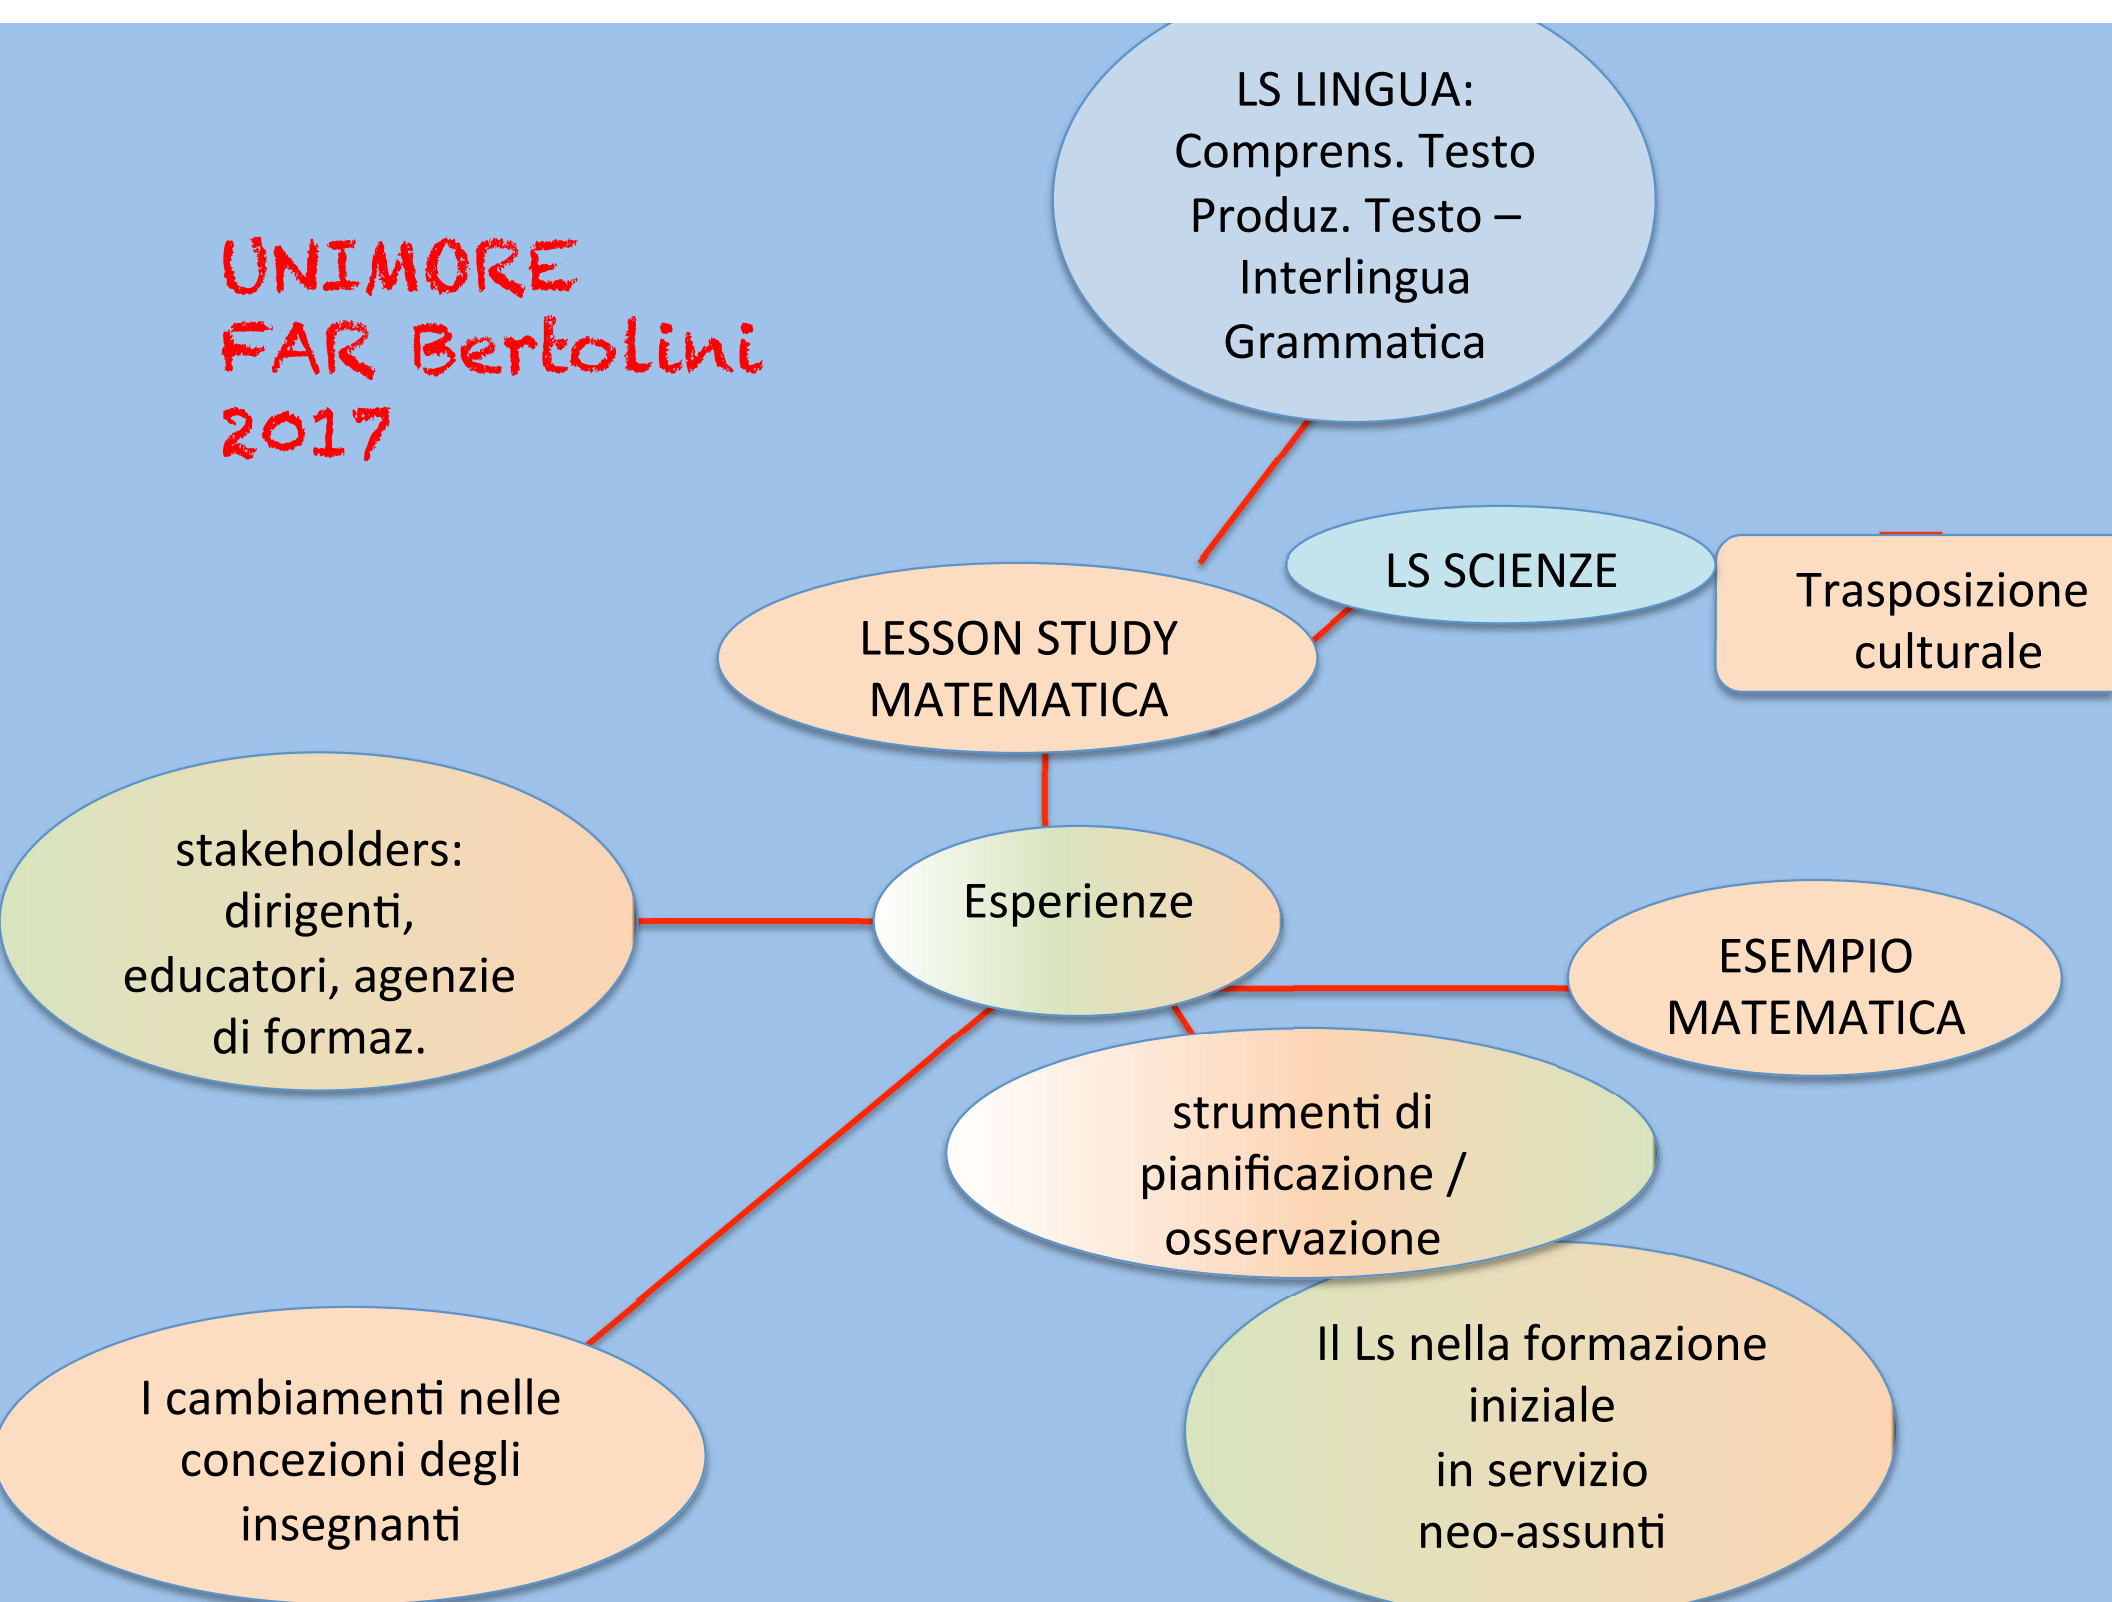 UNIMORE
FAR Bertolini
2017
LS LINGUA:
Comprens. Testo
Produz. Testo –
Interlingua
Grammatica
LS SCIENZE
Trasposizione
culturale
LESSON STUDY
MATEMATICA
stakeholders:
dirigenti,
educatori, agenzie
di formaz.
Esperienze
ESEMPIO
MATEMATICA
strumenti di
pianificazione /
osservazione
I cambiamenti nelle
concezioni degli
insegnanti
Il Ls nella formazione
iniziale
in servizio
neo-assunti